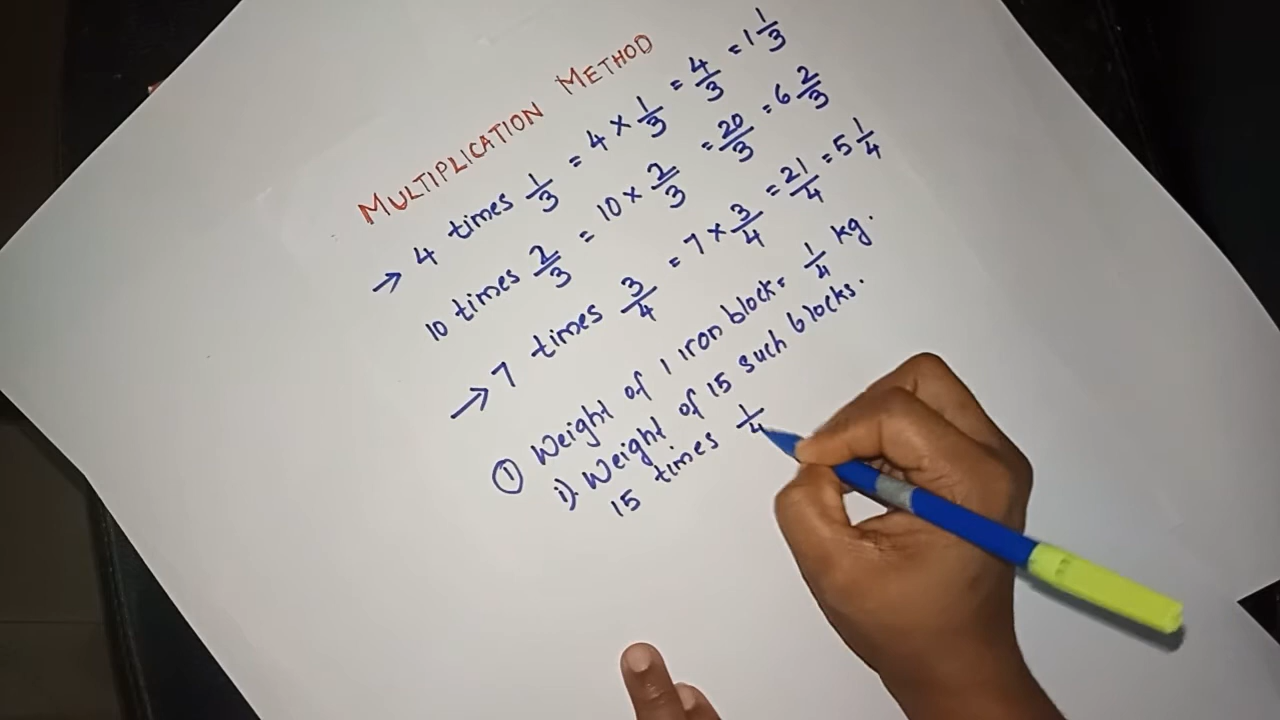 MULTIPLICATION METHOD
→ 4 times 1/3 = 4 × 1/3 = 4/3 = 1 1/3
10 times 2/3 = 10 × 2/3 = 20/3 = 6 2/3
→ 7 times 3/4 = 7 × 3/4 = 21/4 = 5 1/4
① Weight of 1 iron block = 1/4 kg.
i). Weight of 15 such blocks.
15 times 1/4